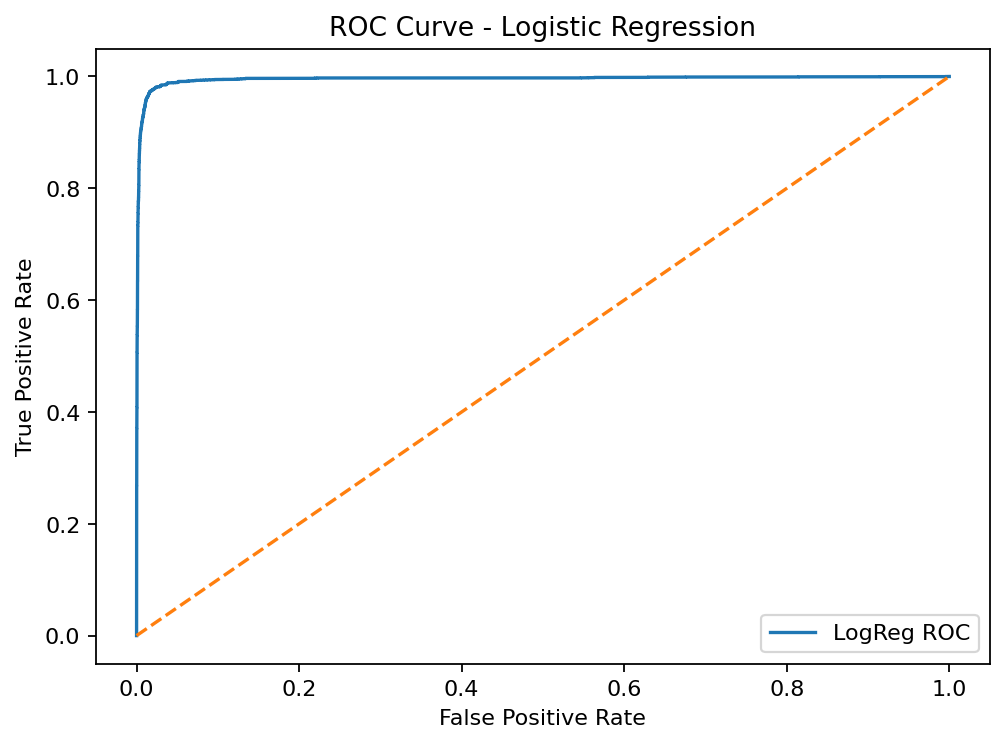 ROC Curve - Logistic Regression
True Positive Rate
1.0
0.8
0.6
0.4
0.2
0.0
LogReg ROC
0.0 0.2 0.4 0.6 0.8 1.0
False Positive Rate